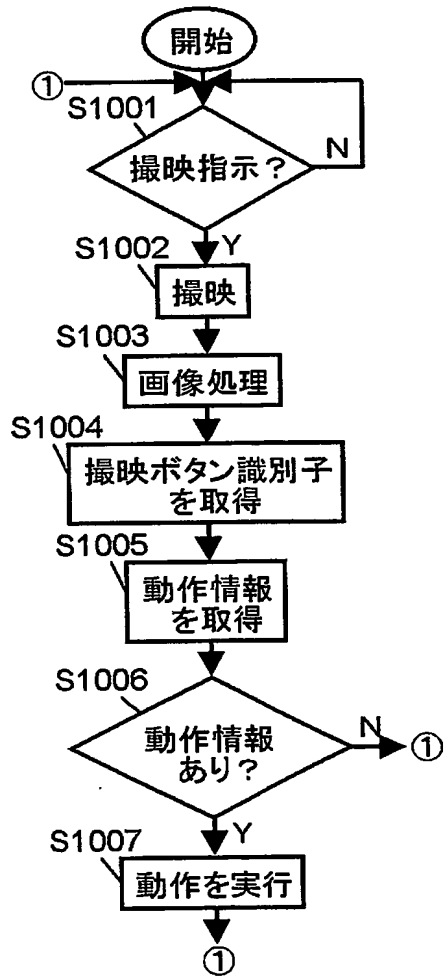 開始
①
S1001
撮映指示？
N
Y
S1002
撮映
S1003
画像処理
S1004
撮映ボタン識別子
を取得
S1005
動作情報
を取得
S1006
動作情報
あり？
N
①
Y
S1007
動作を実行
①